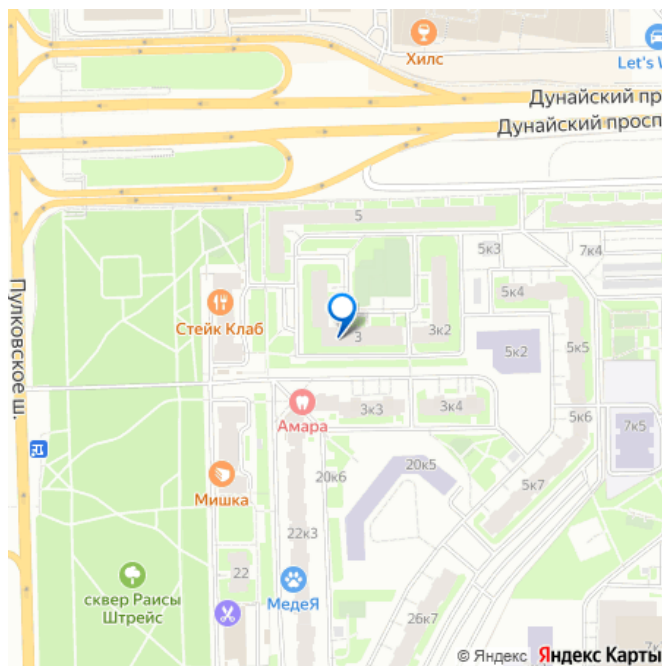 Хилс
Let's W
Дунайский пр
Дунайский просп
5
5к3
7к4
5к4
Стейк Клаб
3
3к2
5к2
5к5
Пулковское ш.
3к3
3к4
Амара
5к6
7к5
20к5
20к6
5к7
Мишка
22к3
22
МедеЯ
сквер Раисы
Штрейс
26к7
7к
© Яндекс Яндекс Карты